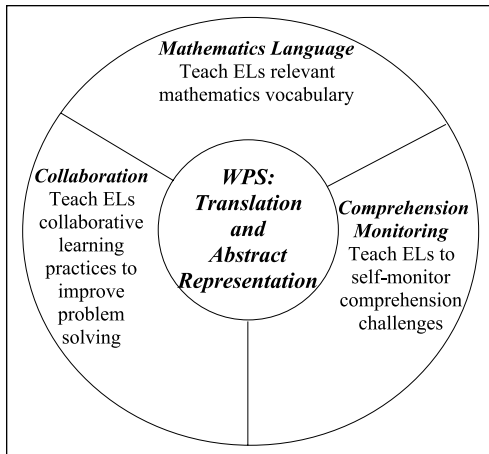 Mathematics Language
Teach ELs relevant
mathematics vocabulary
Collaboration
Teach ELs
collaborative
learning
practices to
improve
problem
solving
WPS:
Translation
and
Abstract
Representation
Comprehension
Monitoring
Teach ELs to
self-monitor
comprehension
challenges